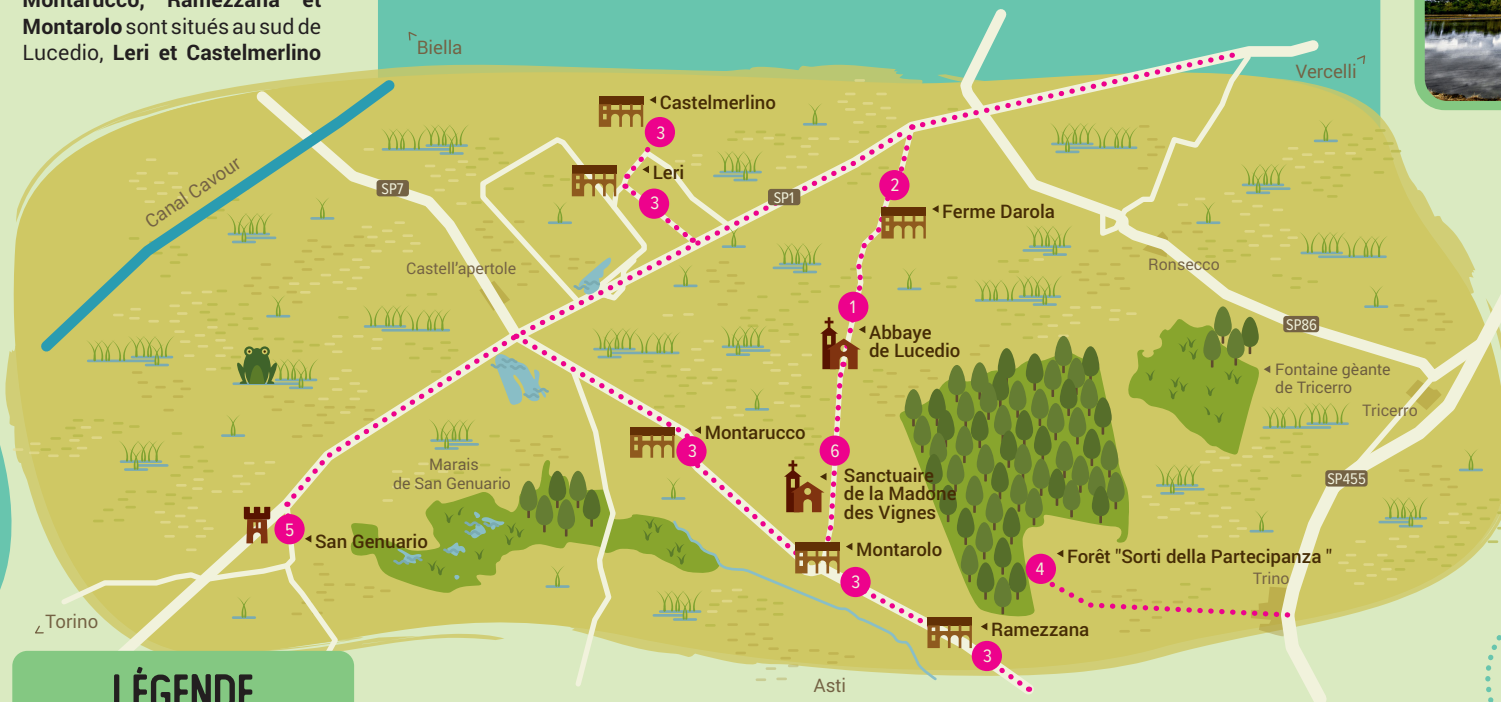 Montarucco, Ramezzana et
Montarolo sont situés au sud de
Lucedio, Leri et Castelmerlino
Biella
Vercelli
Castelmerlino
3
Canal Cavour
SP7
Leri
3
SP1
2
Ferme Darola
Castell'apertole
Ronsecco
1
Abbaye
de Lucedio
SP86
Fontaine gèante
de Tricerro
Tricerro
Montarucco
3
6
Marais
de San Genuario
Sanctuaire
de la Madone
des Vignes
SP455
5
San Genuario
Montarolo
3
4
Forêt "Sorti della Partecipanza "
Trino
Torino
Ramezzana
3
Asti
LÉGENDE